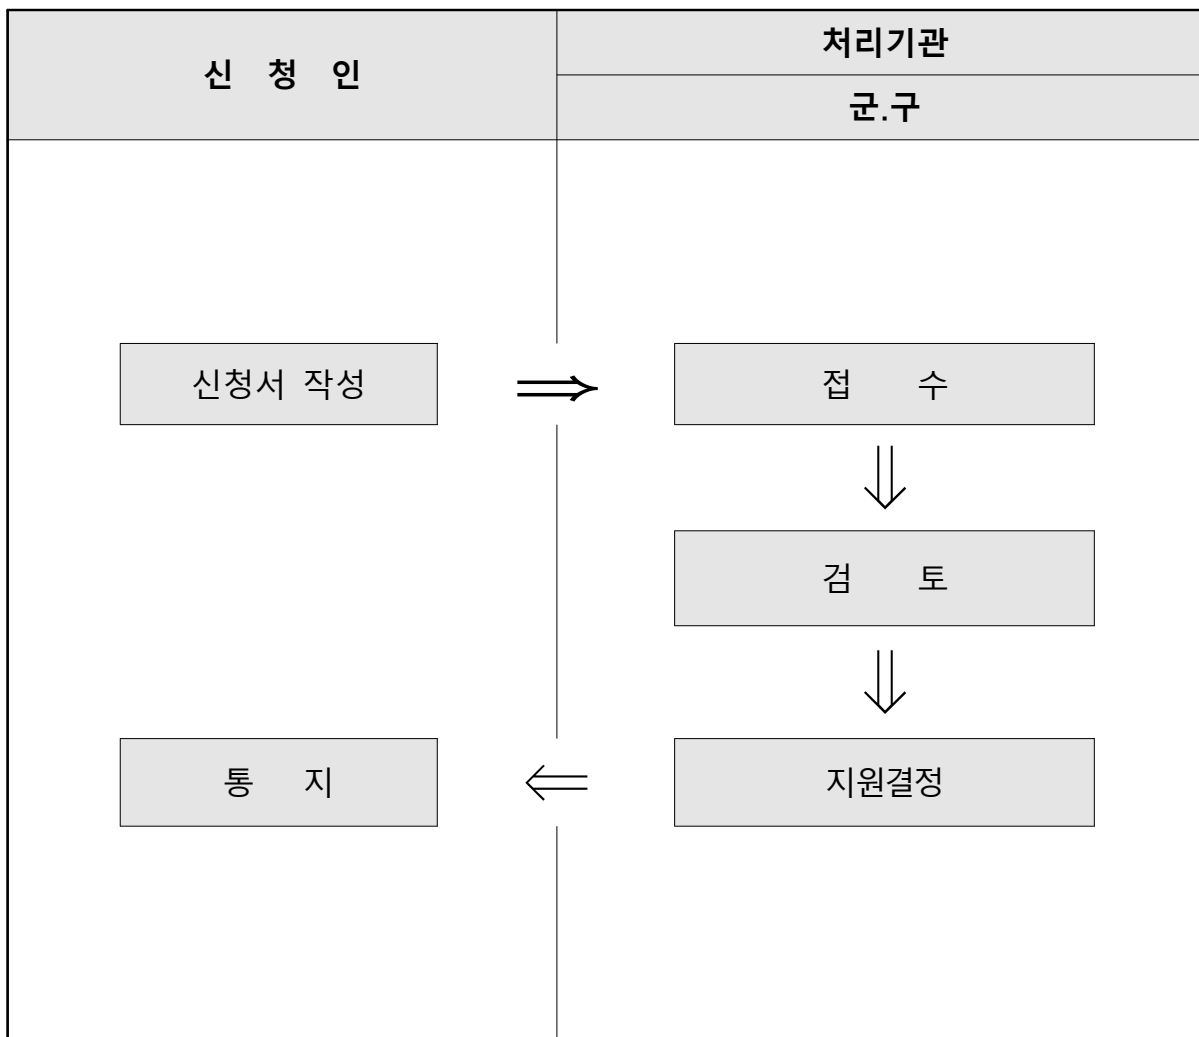 신 청 인
처리기관
군.구
신청서 작성
접 수
검 토
통 지
지원결정